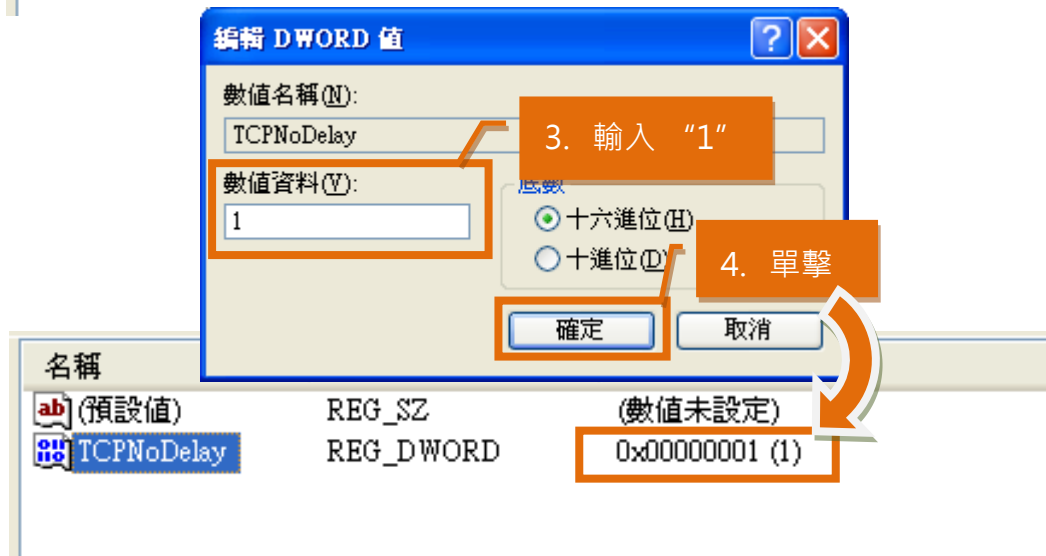 編輯 DWORD 值
數值名稱(N):
TCPNoDelay
3. 輸入 “1”
數值資料(V):
1
底數
十六進位(H)
十進位(D)
4. 單擊
確定
取消
名稱
(預設值) REG_SZ (數值未設定)
TCPNoDelay REG_DWORD 0x00000001 (1)